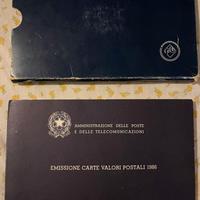 AMMINISTRAZIONE DELLE POSTE
E DELLE TELECOMUNICAZIONI
EMISSIONE CARTE VALORI POSTALI 1986